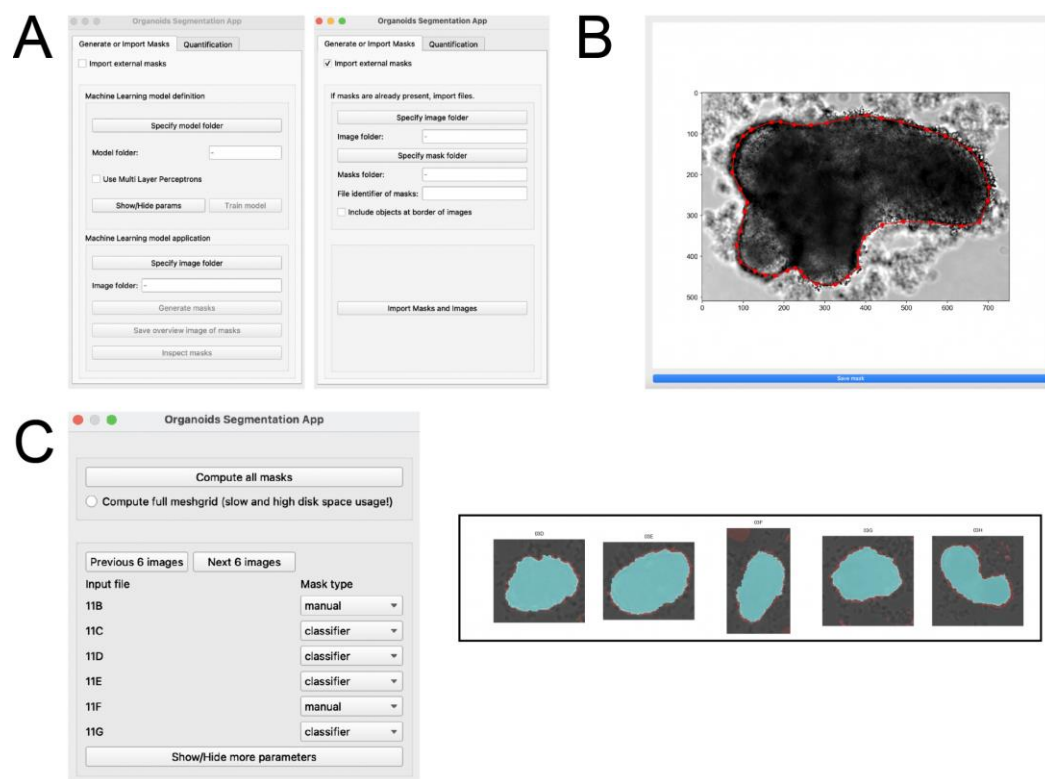 A
Organoids Segmentation App
Generate or Import Masks Quantification
Import external masks
Machine Learning model definition
Specify model folder
Model folder: -
Use Multi Layer Perceptrons
Show/Hide params Train model
Machine Learning model application
Specify image folder
Image folder: -
Generate masks
Save overview image of masks
Inspect masks
Organoids Segmentation App
Generate or Import Masks Quantification
Import external masks
If masks are already present, import files.
Specify image folder
Image folder: -
Specify mask folder
Masks folder: -
File identifier of masks:
Include objects at border of images
Import Masks and images
B
0
100
200
300
400
500
0 100 200 300 400 500 600 700
Save mask
C
Organoids Segmentation App
Compute all masks
Compute full meshgrid (slow and high disk space usage!)
Previous 6 images Next 6 images
Input file Mask type
11B manual
11C classifier
11D classifier
11E classifier
11F manual
11G classifier
Show/Hide more parameters
03D 03E 03F 03G 03H